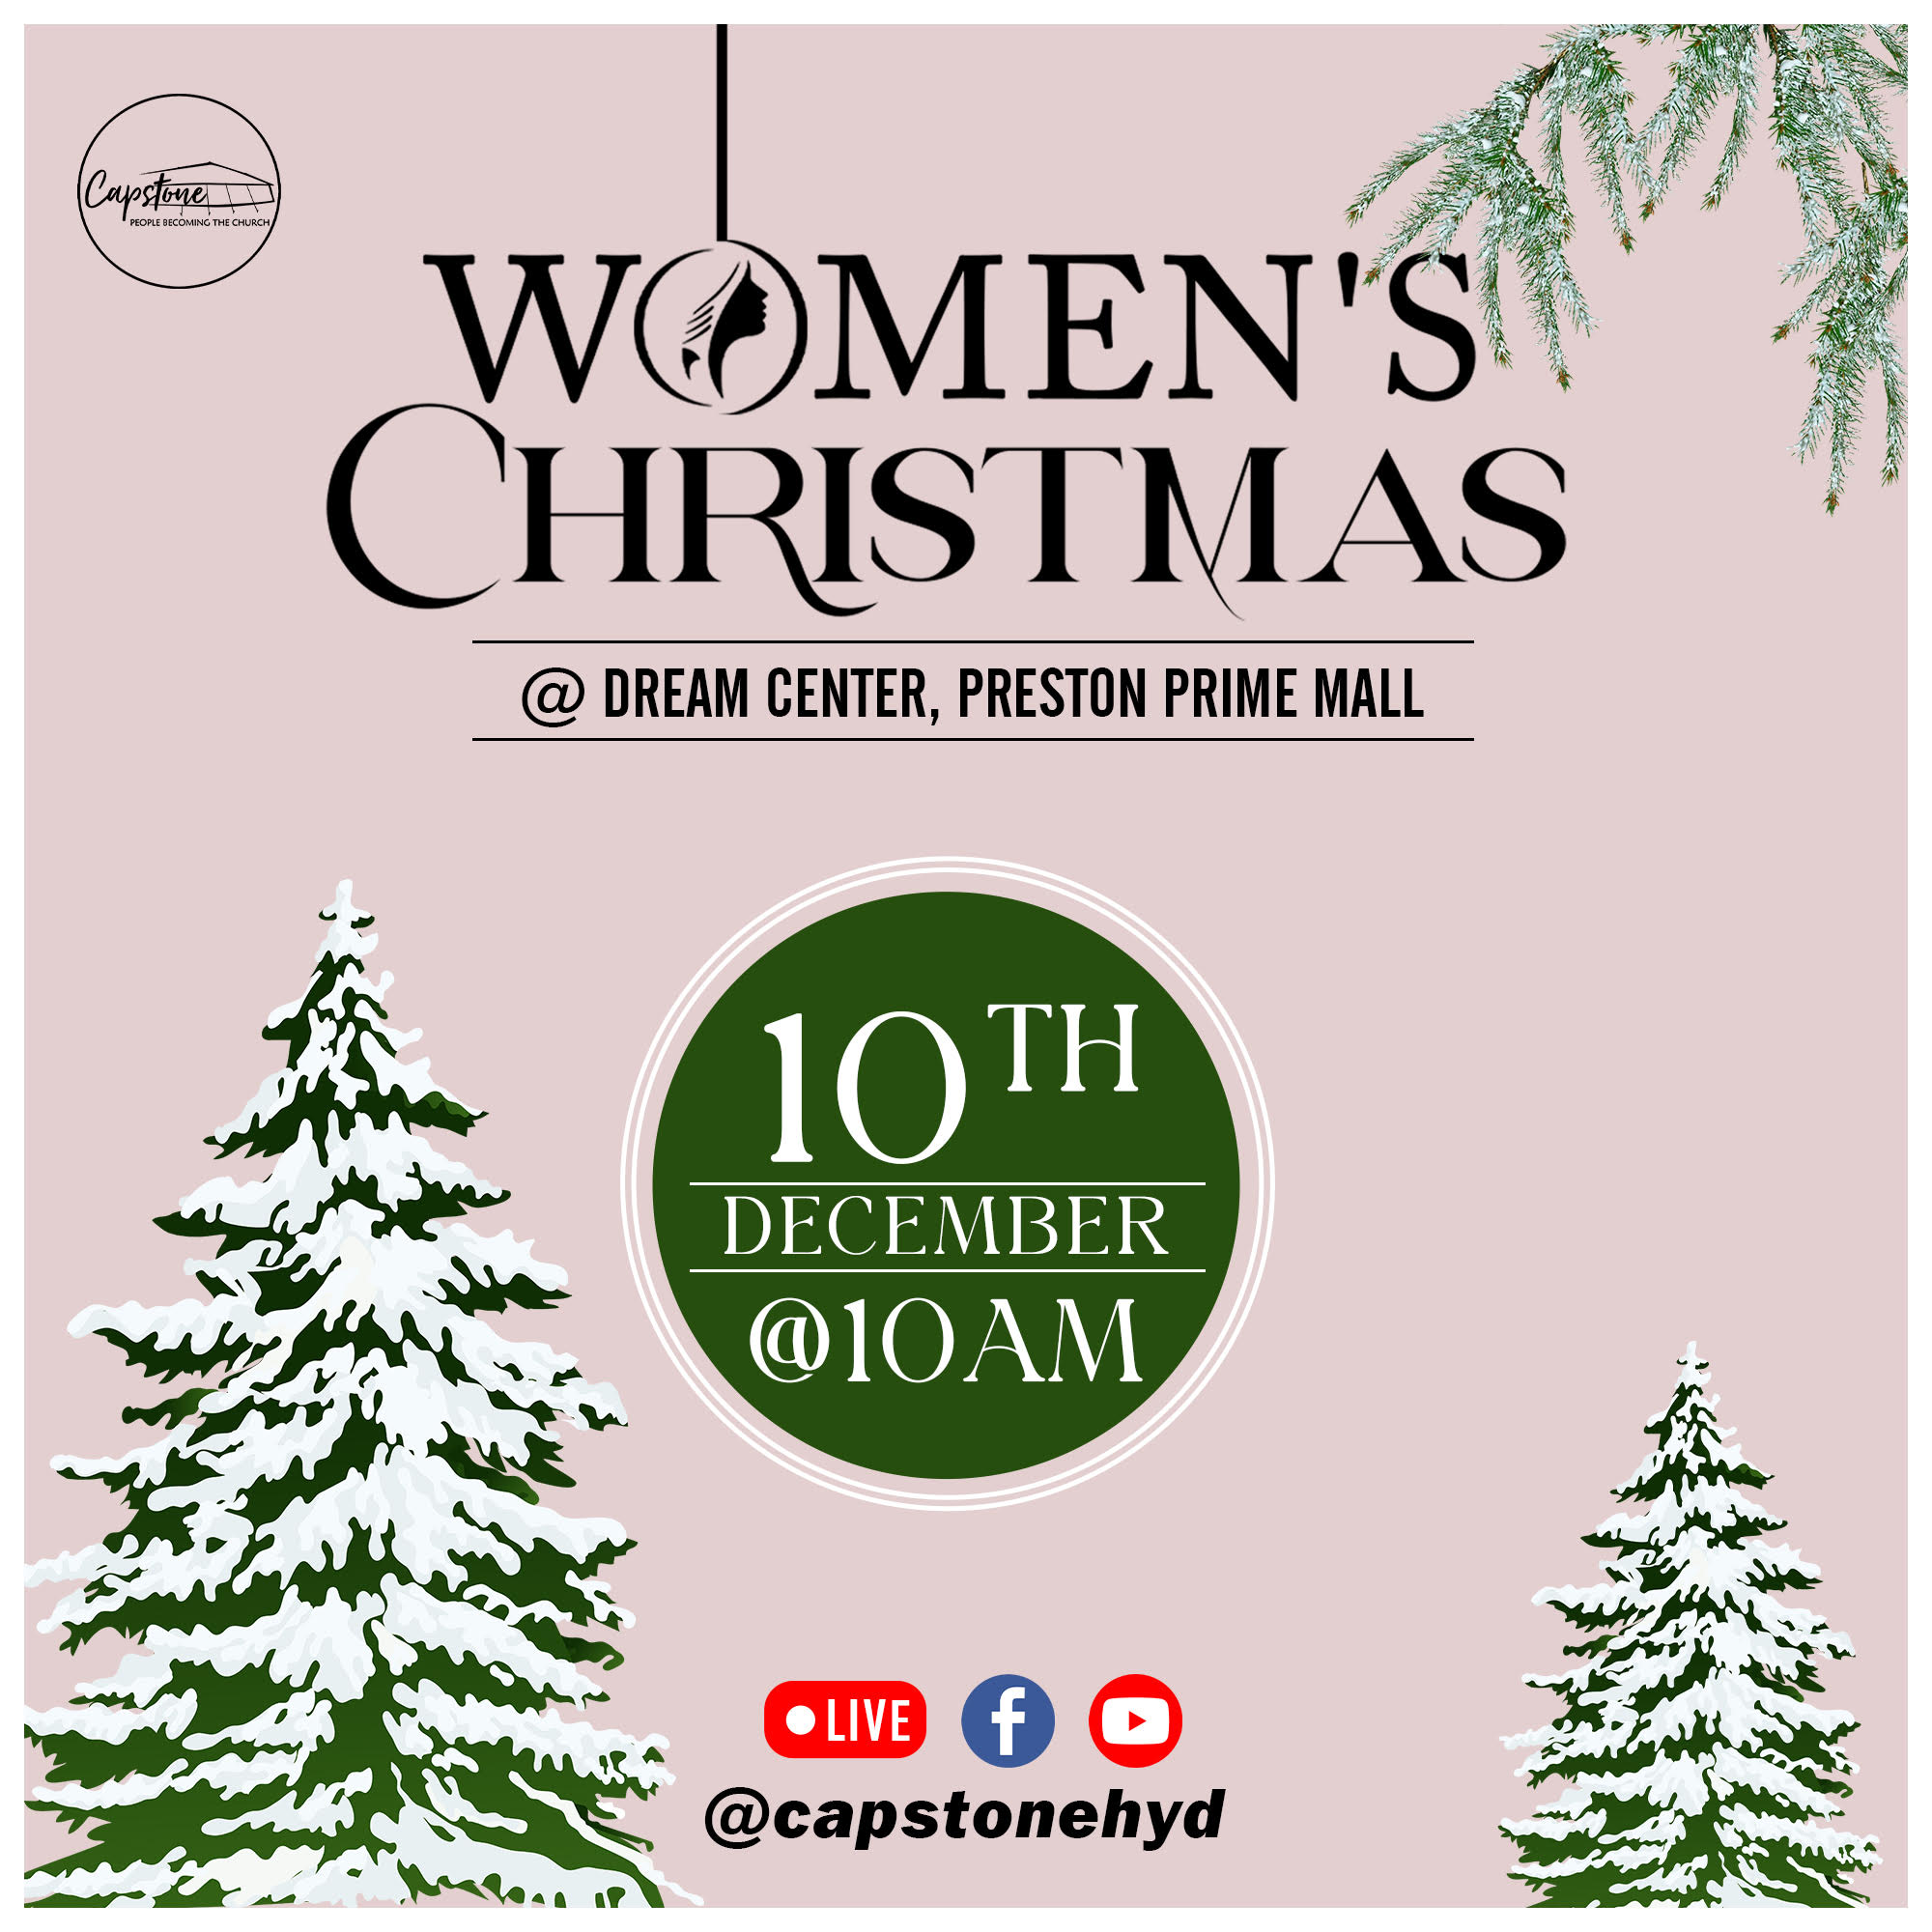 Capstone
PEOPLE BECOMING THE CHURCH
WOMEN'S
CHRISTMAS
@ DREAM CENTER, PRESTON PRIME MALL
10TH
DECEMBER
@10AM
LIVE
@capstonehyd